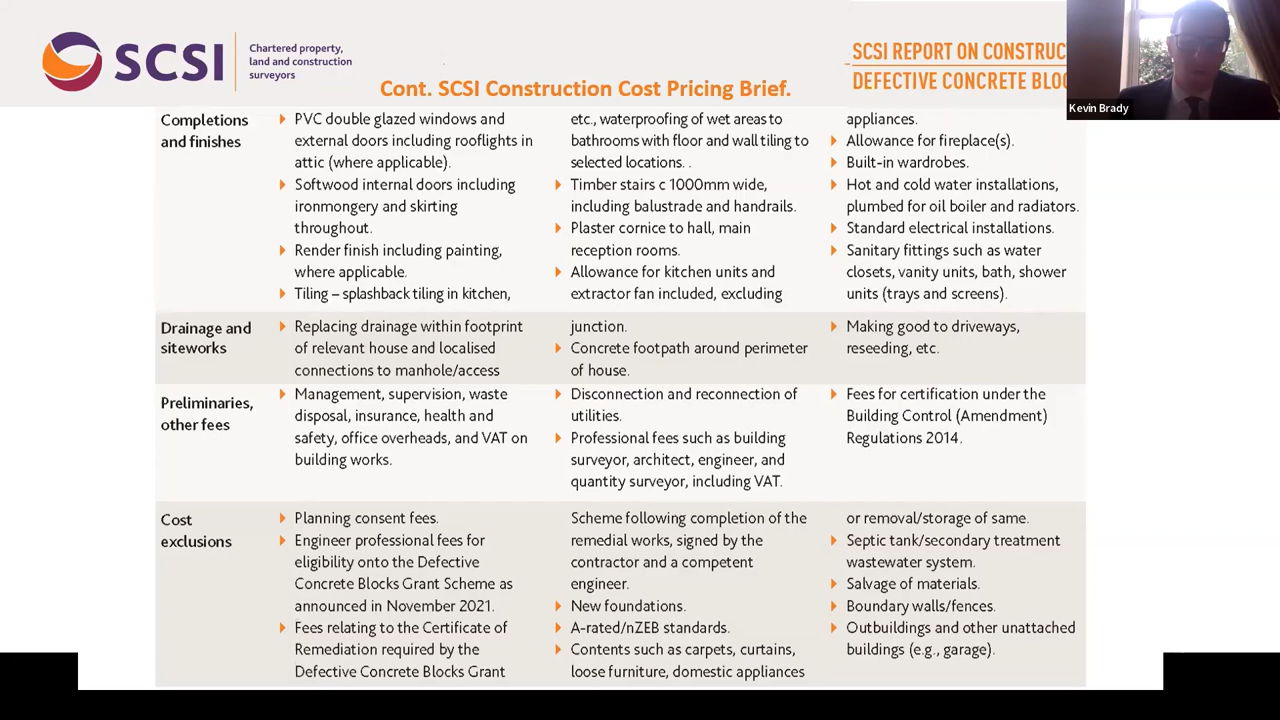 SCSI
Chartered property,
land and construction
surveyors
Cont. SCSI Construction Cost Pricing Brief.
SCSI REPORT ON CONSTRUC
DEFECTIVE CONCRETE BLO
Kevin Brady
Completions
and finishes
PVC double glazed windows and
external doors including rooflights in
attic (where applicable).
Softwood internal doors including
ironmongery and skirting
throughout.
Render finish including painting,
where applicable.
Tiling – splashback tiling in kitchen,
etc., waterproofing of wet areas to
bathrooms with floor and wall tiling to
selected locations. .
Timber stairs c 1000mm wide,
including balustrade and handrails.
Plaster cornice to hall, main
reception rooms.
Allowance for kitchen units and
extractor fan included, excluding
appliances.
Allowance for fireplace(s).
Built-in wardrobes.
Hot and cold water installations,
plumbed for oil boiler and radiators.
Standard electrical installations.
Sanitary fittings such as water
closets, vanity units, bath, shower
units (trays and screens).
Drainage and
siteworks
Replacing drainage within footprint
of relevant house and localised
connections to manhole/access
junction.
Concrete footpath around perimeter
of house.
Making good to driveways,
reseeding, etc.
Preliminaries,
other fees
Management, supervision, waste
disposal, insurance, health and
safety, office overheads, and VAT on
building works.
Disconnection and reconnection of
utilities.
Professional fees such as building
surveyor, architect, engineer, and
quantity surveyor, including VAT.
Fees for certification under the
Building Control (Amendment)
Regulations 2014.
Cost
exclusions
Planning consent fees.
Engineer professional fees for
eligibility onto the Defective
Concrete Blocks Grant Scheme as
announced in November 2021.
Fees relating to the Certificate of
Remediation required by the
Defective Concrete Blocks Grant
Scheme following completion of the
remedial works, signed by the
contractor and a competent
engineer.
New foundations.
A-rated/nZEB standards.
Contents such as carpets, curtains,
loose furniture, domestic appliances
or removal/storage of same.
Septic tank/secondary treatment
wastewater system.
Salvage of materials.
Boundary walls/fences.
Outbuildings and other unattached
buildings (e.g., garage).